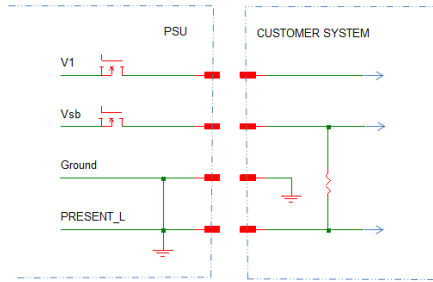 PSU
CUSTOMER SYSTEM
V1
Vsb
Ground
PRESENT_L